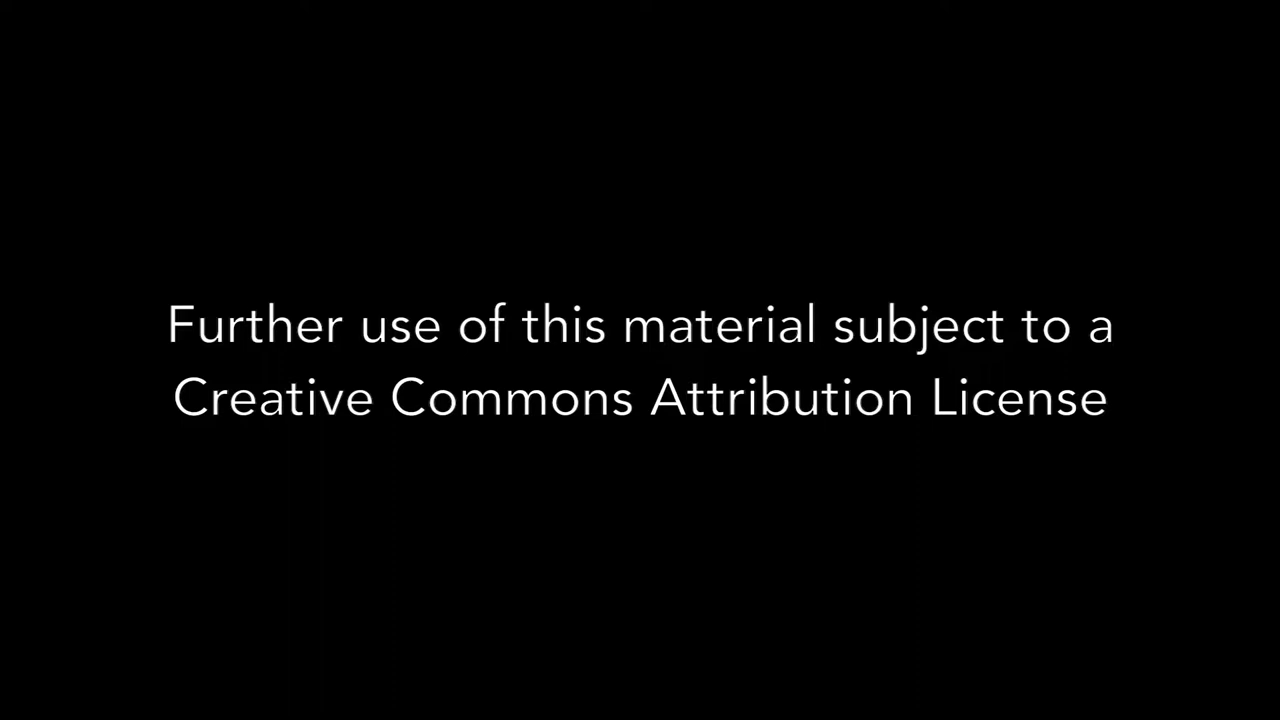 Further use of this material subject to a
Creative Commons Attribution License